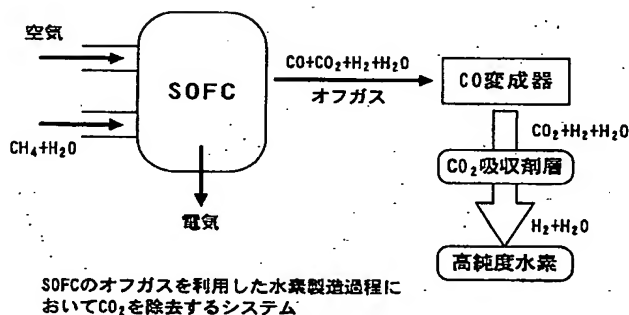 空気
SOFC
CO+CO₂+H₂+H₂O
オフガス
CO変成器
CH₄+H₂O
電気
CO₂+H₂+H₂O
CO₂吸収剤層
H₂+H₂O
高純度水素
SOFCのオフガスを利用した水素製造過程に
おいてCO₂を除去するシステム